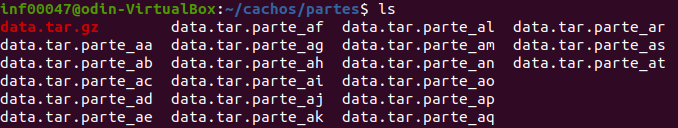 inf00047@odin-VirtualBox:~/cachos/partes$ ls
data.tar.gz data.tar.parte_af data.tar.parte_al data.tar.parte_ar
data.tar.parte_aa data.tar.parte_ag data.tar.parte_am data.tar.parte_as
data.tar.parte_ab data.tar.parte_ah data.tar.parte_an data.tar.parte_at
data.tar.parte_ac data.tar.parte_ai data.tar.parte_ao
data.tar.parte_ad data.tar.parte_aj data.tar.parte_ap
data.tar.parte_ae data.tar.parte_ak data.tar.parte_aq